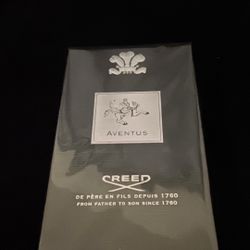 AVENTUS
CREED
DE PÈRE EN FILS DEPUIS 1760
FROM FATHER TO SON SINCE 1760